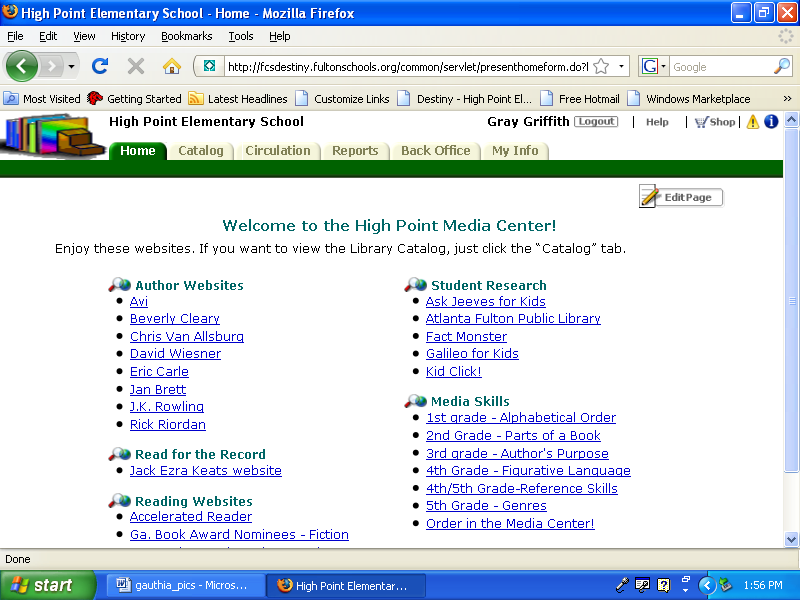 High Point Elementary School - Home - Mozilla Firefox
File Edit View History Bookmarks Tools Help
http://fcsdestiny.fultonschools.org/common/servlet/presenthomeform.do?l
G Google
Most Visited Getting Started Latest Headlines Customize Links Destiny - High Point El... Free Hotmail Windows Marketplace »
High Point Elementary School Gray Griffith Logout | Help | Shop |
Home Catalog Circulation Reports Back Office My Info
Edit Page
Welcome to the High Point Media Center!
Enjoy these websites. If you want to view the Library Catalog, just click the “Catalog” tab.
Author Websites
Avi
Beverly Cleary
Chris Van Allsburg
David Wiesner
Eric Carle
Jan Brett
J.K. Rowling
Rick Riordan
Read for the Record
Jack Ezra Keats website
Reading Websites
Accelerated Reader
Ga. Book Award Nominees - Fiction
Student Research
Ask Jeeves for Kids
Atlanta Fulton Public Library
Fact Monster
Galileo for Kids
Kid Click!
Media Skills
1st grade - Alphabetical Order
2nd Grade - Parts of a Book
3rd grade - Author's Purpose
4th Grade - Figurative Language
4th/5th Grade-Reference Skills
5th Grade - Genres
Order in the Media Center!
Done
start gauthia_pics - Micros... High Point Elementar... 1:56 PM